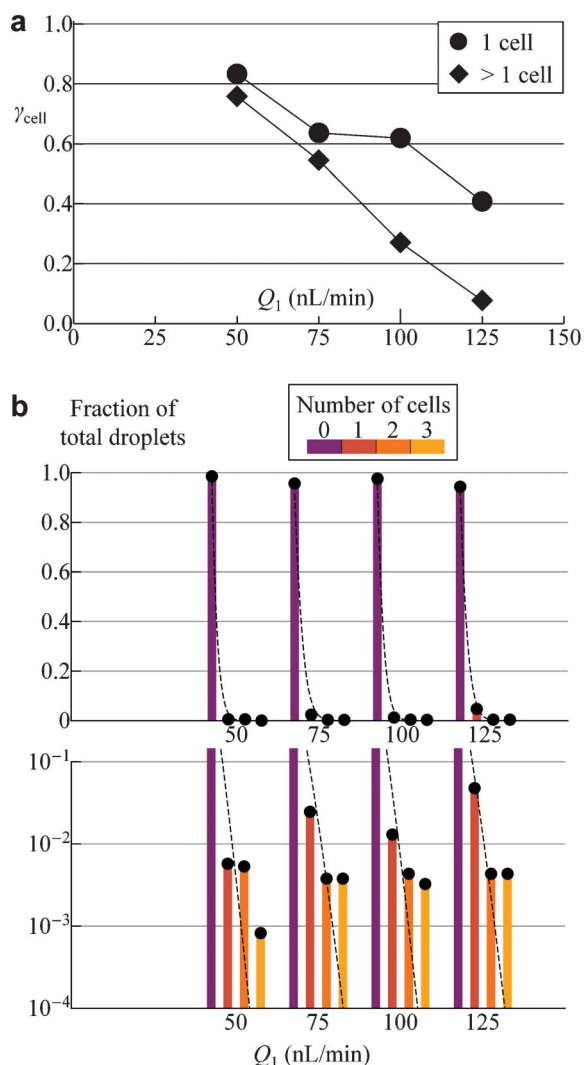 a
1.0
0.8
0.6
0.4
0.2
0.0
γcell
1 cell
> 1 cell
Q1 (nL/min)
0 25 50 75 100 125 150
b
Fraction of
total droplets
Number of cells
0 1 2 3
1.0
0.8
0.6
0.4
0.2
0
50 75 100 125
10−1
10−2
10−3
10−4
50 75 100 125
Q1 (nL/min)